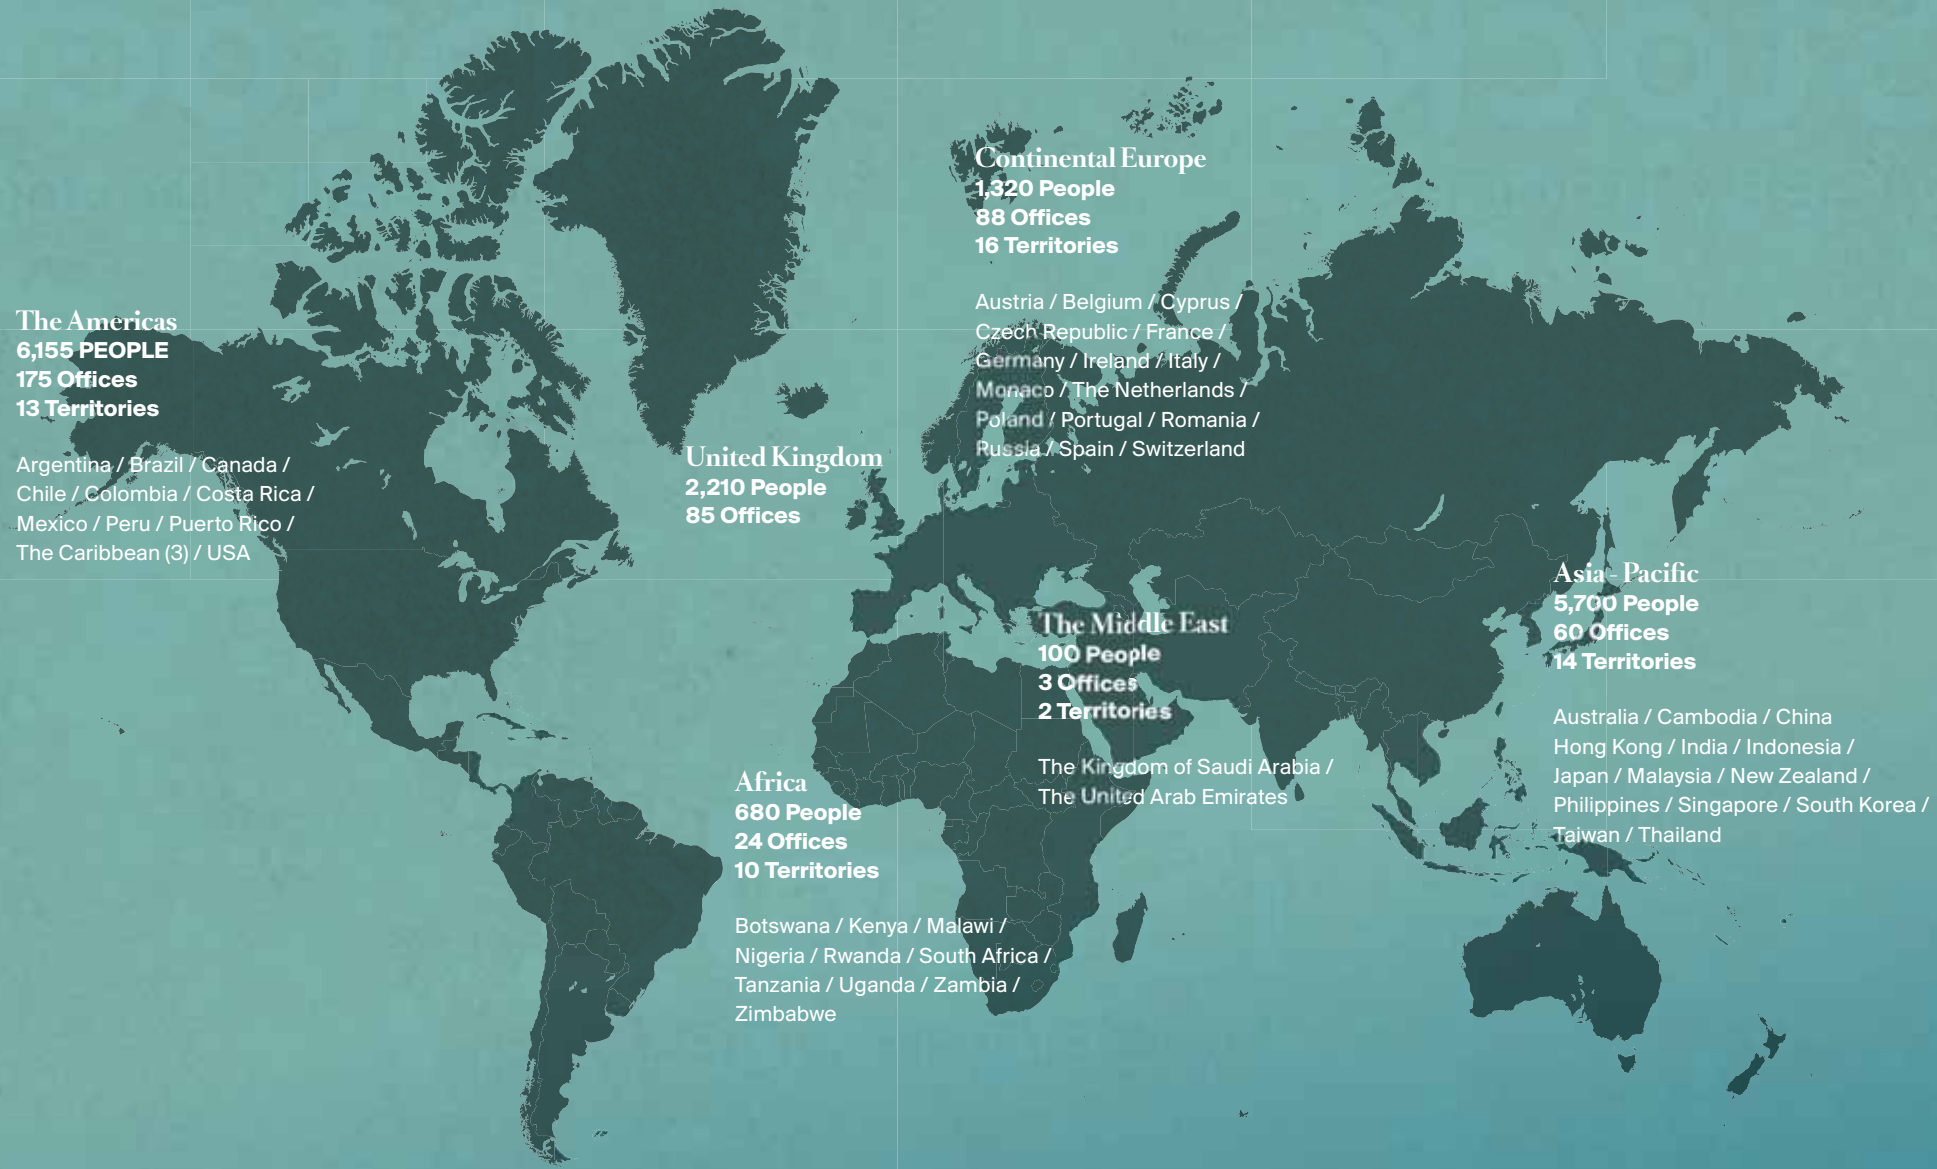 The Americas
6,155 PEOPLE
175 Offices
13 Territories
Argentina / Brazil / Canada /
Chile / Colombia / Costa Rica /
Mexico / Peru / Puerto Rico /
The Caribbean (3) / USA
United Kingdom
2,210 People
85 Offices
Continental Europe
1,320 People
88 Offices
16 Territories
Austria / Belgium / Cyprus /
Czech Republic / France /
Germany / Ireland / Italy /
Monaco / The Netherlands /
Poland / Portugal / Romania /
Russia / Spain / Switzerland
Africa
680 People
24 Offices
10 Territories
Botswana / Kenya / Malawi /
Nigeria / Rwanda / South Africa /
Tanzania / Uganda / Zambia /
Zimbabwe
The Middle East
100 People
3 Offices
2 Territories
The Kingdom of Saudi Arabia /
The United Arab Emirates
Asia - Pacific
5,700 People
60 Offices
14 Territories
Australia / Cambodia / China
Hong Kong / India / Indonesia /
Japan / Malaysia / New Zealand /
Philippines / Singapore / South Korea /
Taiwan / Thailand